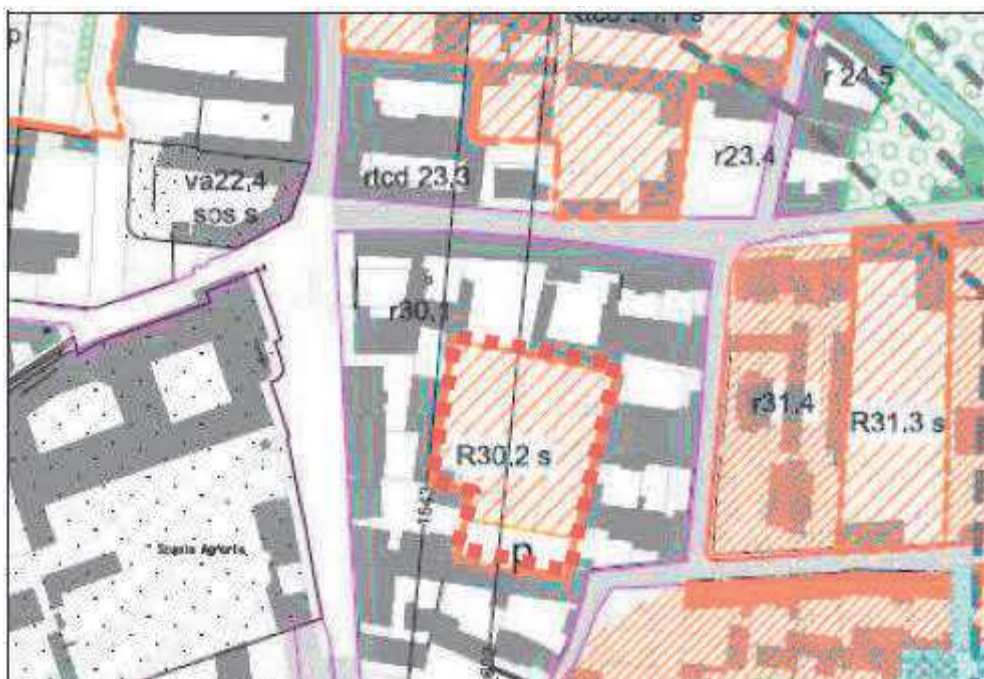 p
r 24.5
va22.4
sps s
rtcd 23.3
r23.4
r30.1
r31.4
R31.3 s
R30.2 s
p
Scuola Agraria